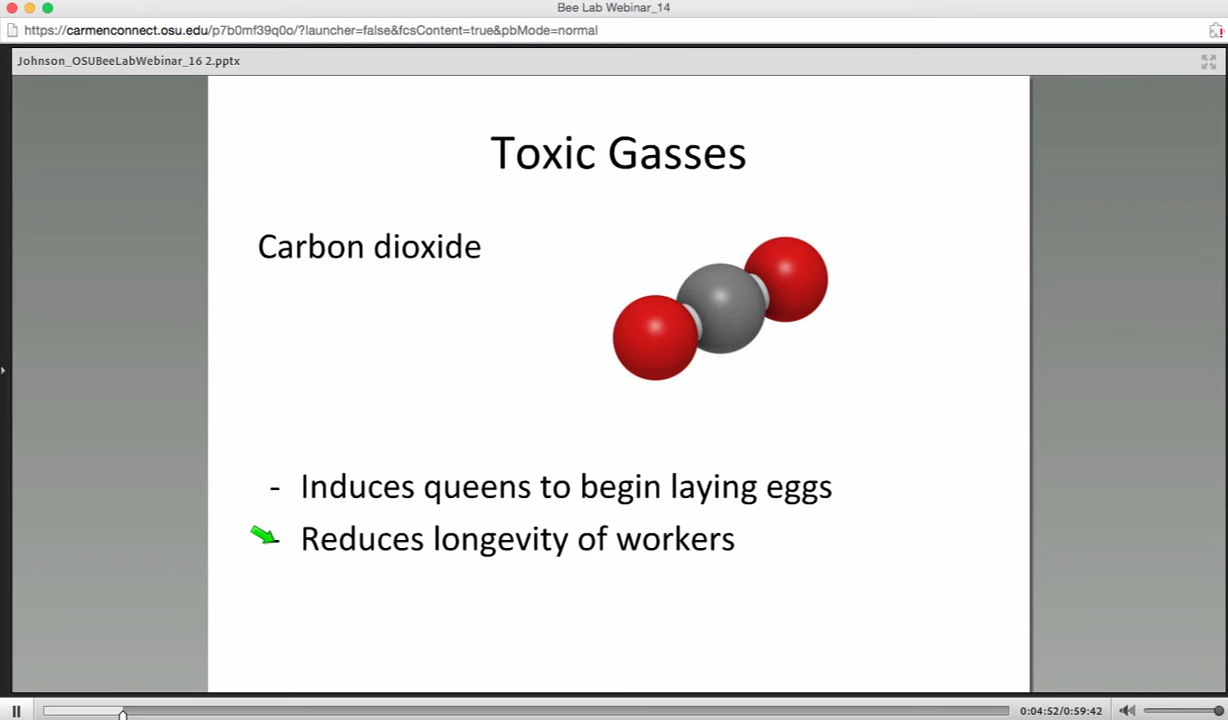 Bee Lab Webinar_14
https://carmenconnect.osu.edu/p7b0mf39q0o/?launcher=false&fcsContent=true&pbMode=normal
Johnson_OSUBeeLabWebinar_16 2.pptx
Toxic Gasses
Carbon dioxide
- Induces queens to begin laying eggs
- Reduces longevity of workers
0:04:52/0:59:42